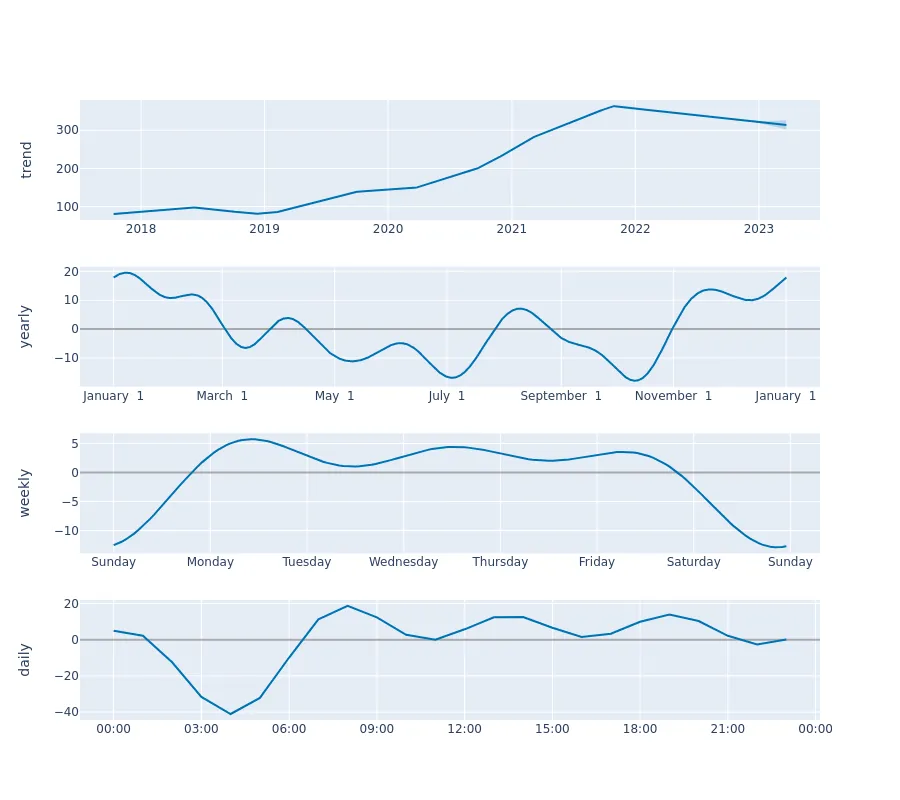 trend
300
200
100
2018 2019 2020 2021 2022 2023
yearly
20
10
0
−10
January 1 March 1 May 1 July 1 September 1 November 1 January 1
weekly
5
0
−5
−10
Sunday Monday Tuesday Wednesday Thursday Friday Saturday Sunday
daily
20
0
−20
−40
00:00 03:00 06:00 09:00 12:00 15:00 18:00 21:00 00:00